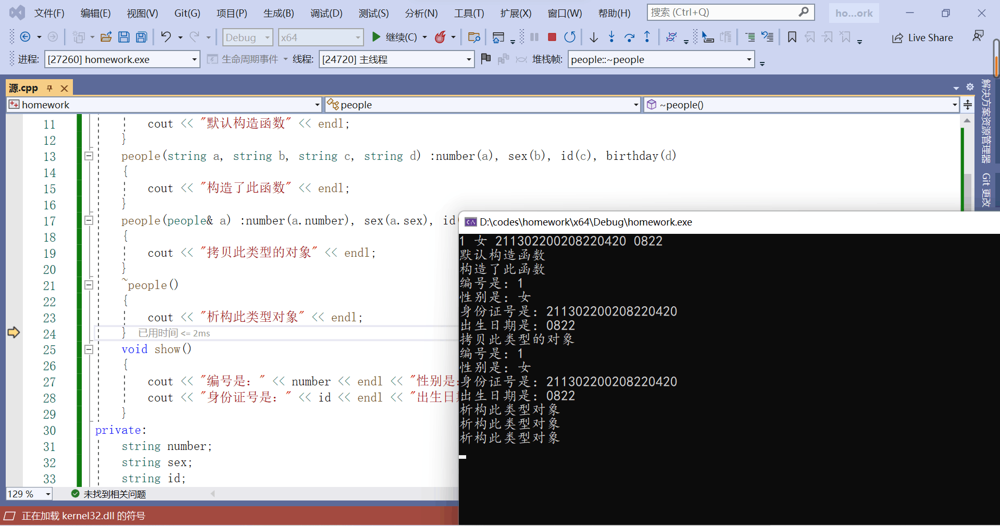 文件(F) 编辑(E) 视图(V) Git(G) 项目(P) 生成(B) 调试(D) 测试(S) 分析(N) 工具(T) 扩展(X) 窗口(W) 帮助(H) 搜索 (Ctrl+Q) ho...ork
Debug x64 继续(C) Live Share
进程: [27260] homework.exe 生命周期事件 线程: [24720] 主线程 堆栈帧: people::~people
源.cpp
homework people ~people()
11 cout << "默认构造函数" << endl;
12 }
13 people(string a, string b, string c, string d) :number(a), sex(b), id(c), birthday(d)
14 {
15 cout << "构造了此函数" << endl;
16 }
17 people(people& a) :number(a.number), sex(a.sex), id
18 {
19 cout << "拷贝此类型的对象" << endl;
20 }
21 ~people()
22 {
23 cout << "析构此类型对象" << endl;
24 } 已用时间 <= 2ms
25 void show()
26 {
27 cout << "编号是：" << number << endl << "性别是：
28 cout << "身份证号是：" << id << endl << "出生日
29 }
30 private:
31 string number;
32 string sex;
33 string id;
129 % 未找到相关问题
正在加载 kernel32.dll 的符号
D:\codes\homework\x64\Debug\homework.exe
1 女 211302200208220420 0822
默认构造函数
构造了此函数
编号是：1
性别是：女
身份证号是：211302200208220420
出生日期是：0822
拷贝此类型的对象
编号是：1
性别是：女
身份证号是：211302200208220420
出生日期是：0822
析构此类型对象
析构此类型对象
析构此类型对象
解决方案资源管理器
Git 更改